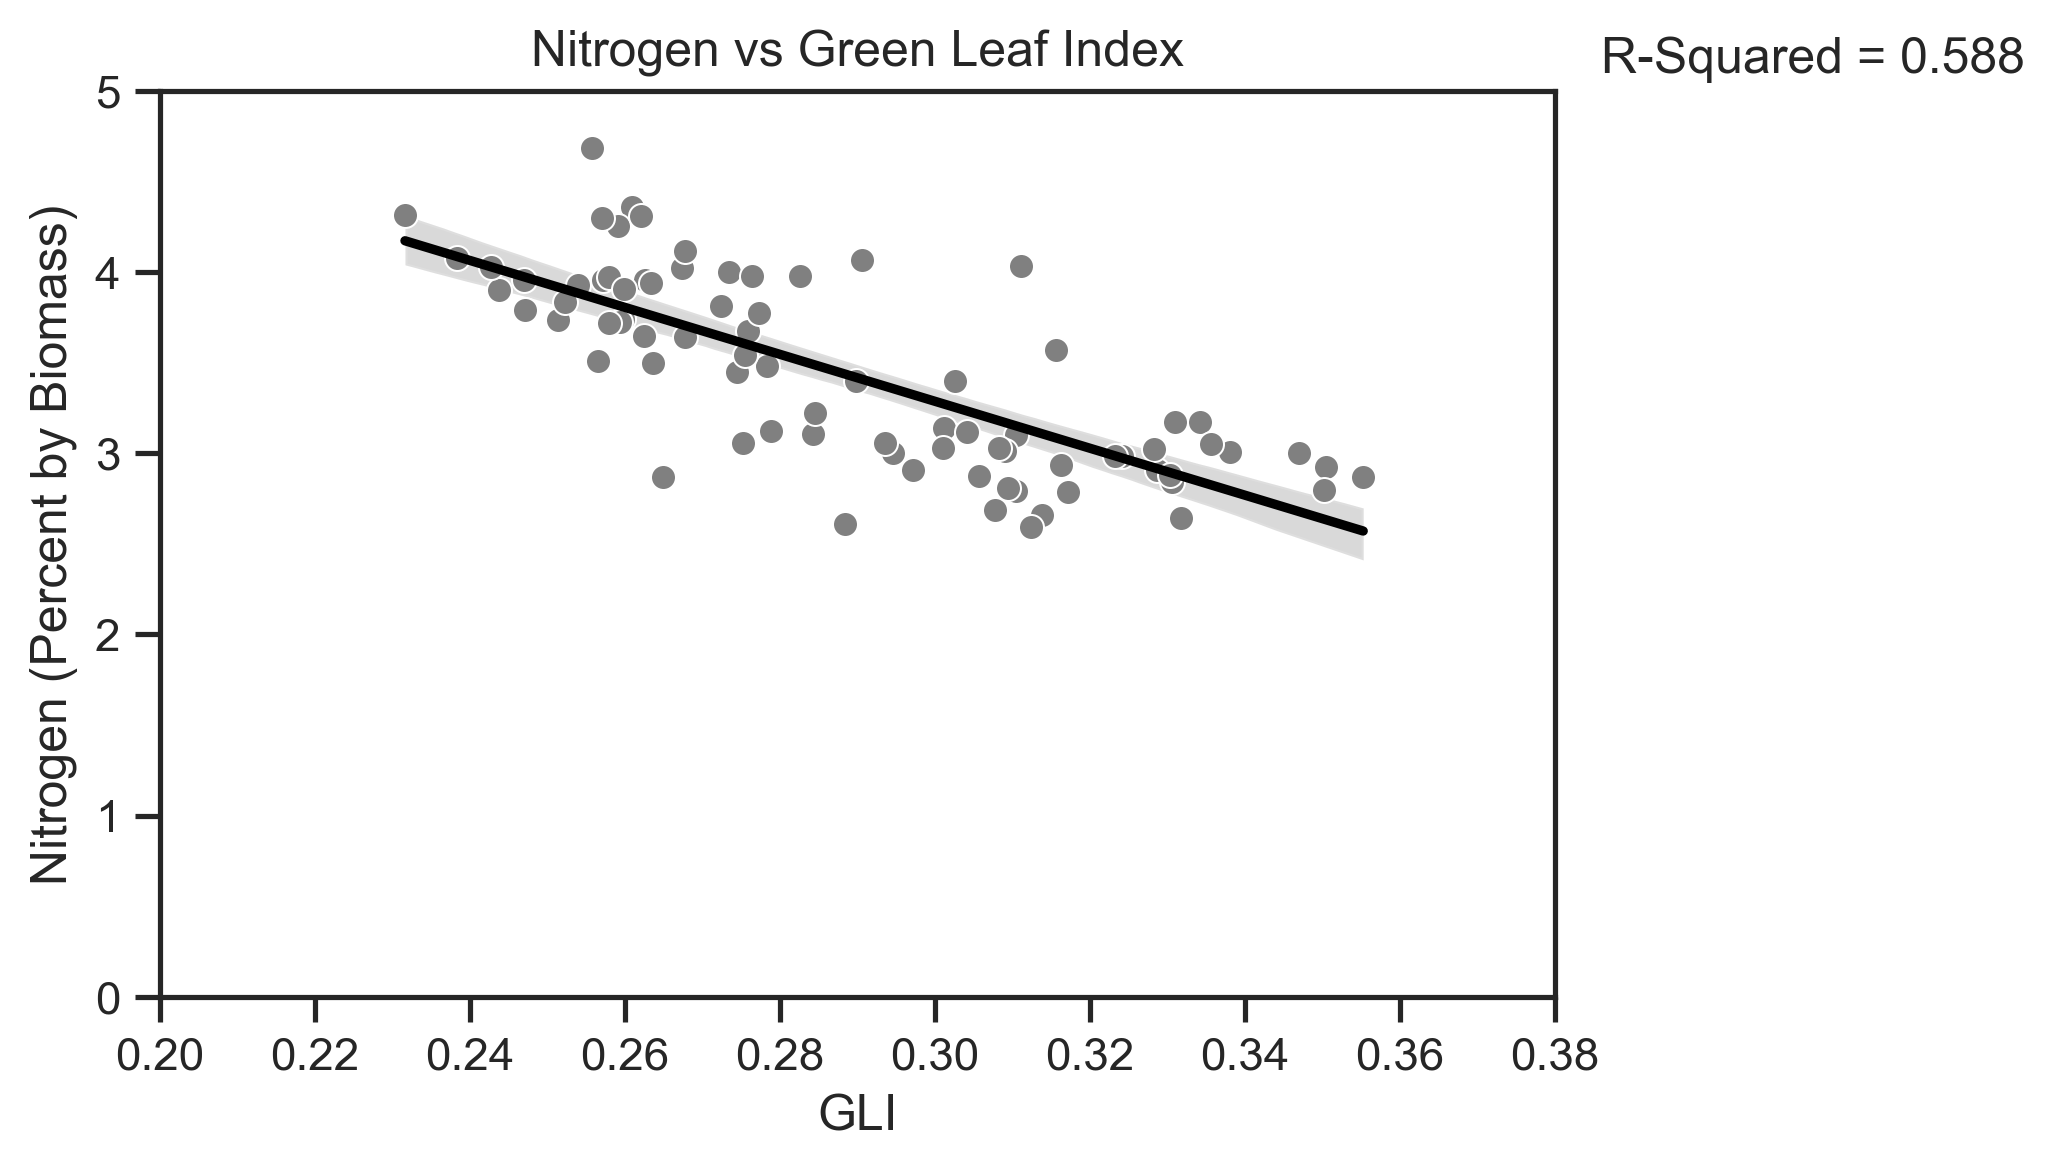 Nitrogen vs Green Leaf Index
R-Squared = 0.588
Nitrogen (Percent by Biomass)
5
4
3
2
1
0
0.20 0.22 0.24 0.26 0.28 0.30 0.32 0.34 0.36 0.38
GLI